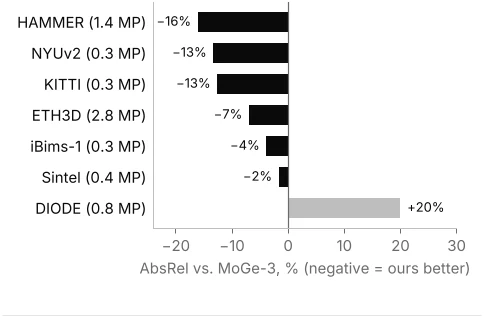 HAMMER (1.4 MP) −16%
NYUv2 (0.3 MP) −13%
KITTI (0.3 MP) −13%
ETH3D (2.8 MP) −7%
iBims-1 (0.3 MP) −4%
Sintel (0.4 MP) −2%
DIODE (0.8 MP) +20%
−20 −10 0 10 20 30
AbsRel vs. MoGe-3, % (negative = ours better)